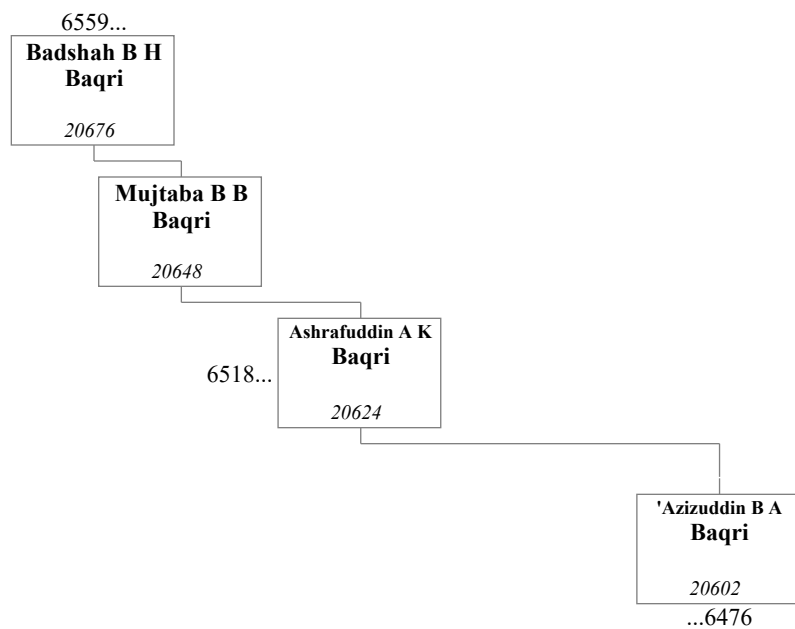 6559...
Badshah B H
Baqri
20676
Mujtaba B B
Baqri
20648
Ashrafuddin A K
Baqri
6518...
20624
'Azizuddin B A
Baqri
20602
...6476